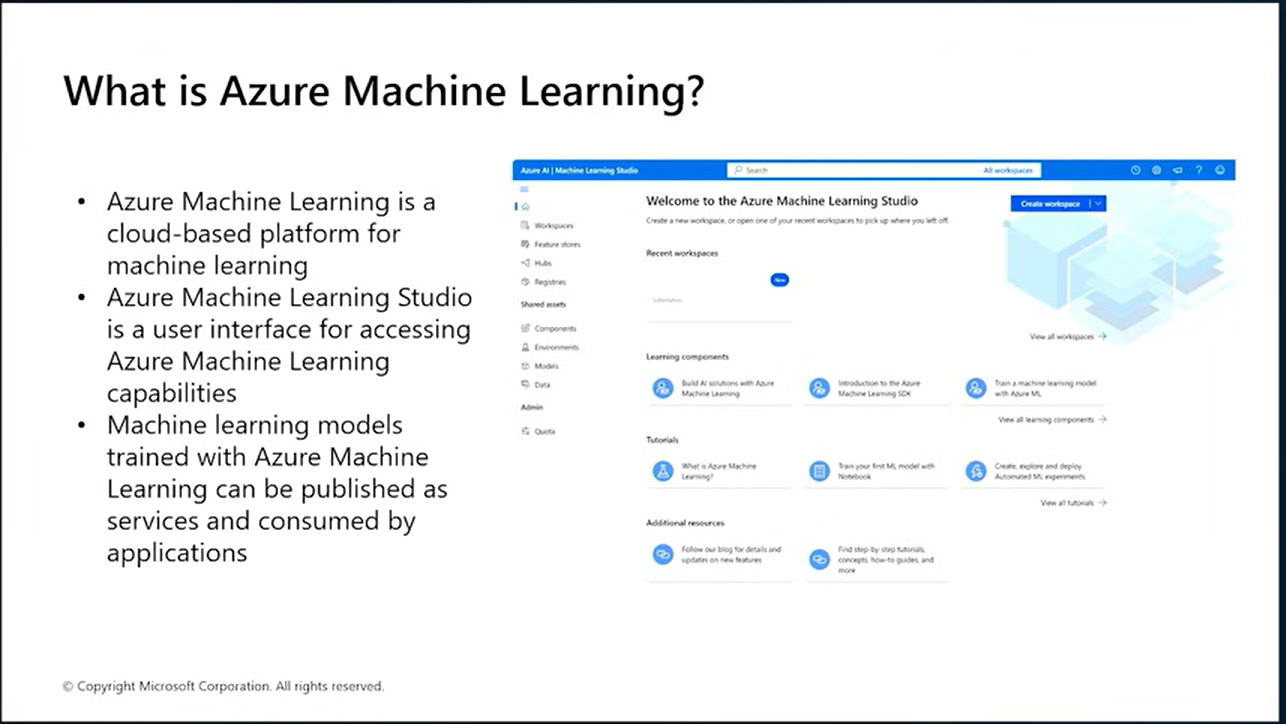 What is Azure Machine Learning?
• Azure Machine Learning is a
cloud-based platform for
machine learning
• Azure Machine Learning Studio
is a user interface for accessing
Azure Machine Learning
capabilities
• Machine learning models
trained with Azure Machine
Learning can be published as
services and consumed by
applications
Azure AI | Machine Learning Studio
Search
All workspaces
?
Workspaces
Feature stores
Hubs
Registries
Shared assets
Components
Environments
Models
Data
Admin
Quota
Welcome to the Azure Machine Learning Studio
Create workspace
Create a new workspace, or open one of your recent workspaces to pick up where you left off.
Recent workspaces
New
Subscription
View all workspaces
Learning components
Build AI solutions with Azure
Machine Learning
Introduction to the Azure
Machine Learning SDK
Train a machine learning model
with Azure ML
View all learning components
Tutorials
What is Azure Machine
Learning?
Train your first ML model with
Notebook
Create, explore and deploy
Automated ML experiments.
View all tutorials
Additional resources
Follow our blog for details and
updates on new features
Find step-by-step tutorials,
concepts, how-to guides, and
more
© Copyright Microsoft Corporation. All rights reserved.